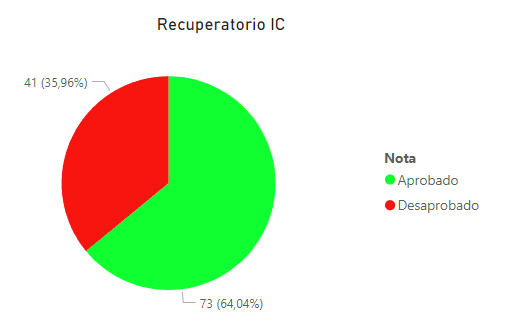 Recuperatorio IC
41 (35,96%)
Nota
Aprobado
Desaprobado
73 (64,04%)